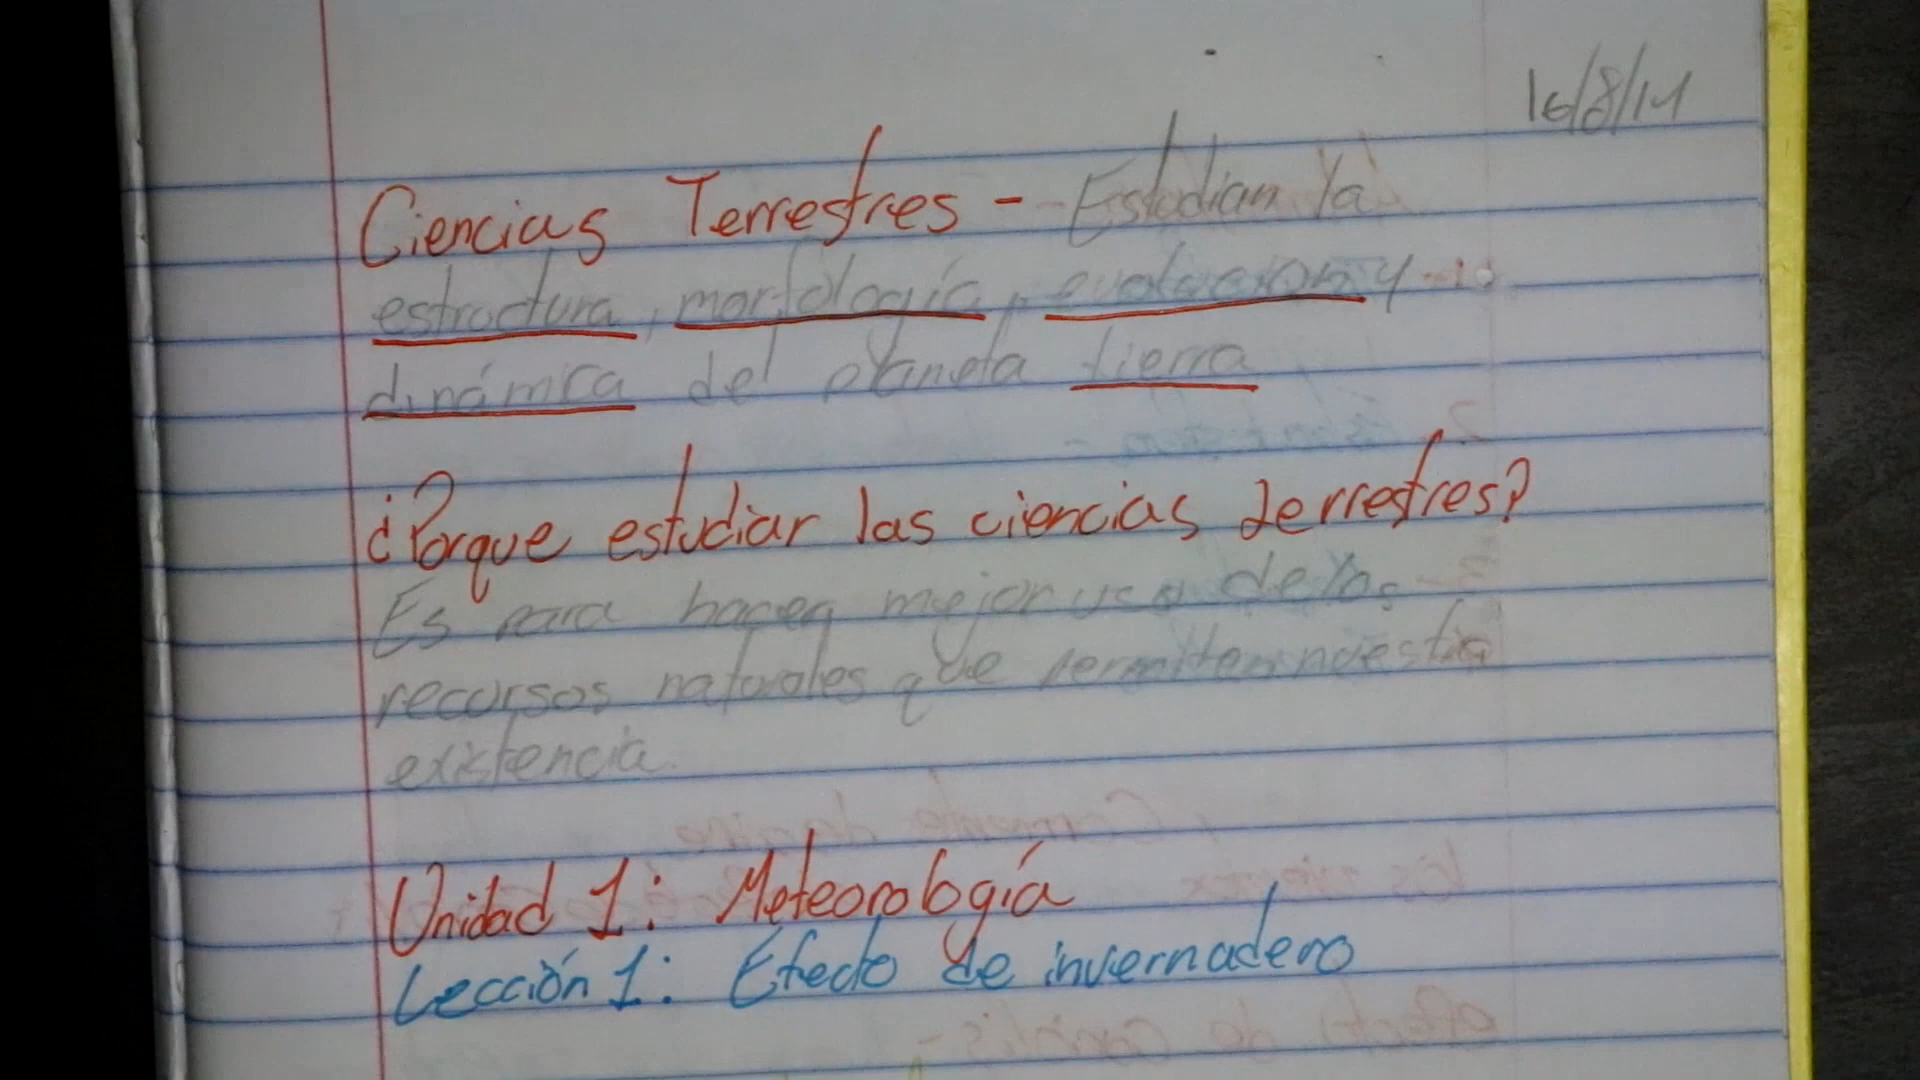 16/8/14
Ciencias Terrestres - Estudian la
estructura, morfología, evolucion y
dinámica del planeta tierra
¿Porque estudiar las ciencias terrestres?
Es para hacer mejor uso de los
recursos naturales que permiten nuestra
existencia.
Unidad 1: Meteorología
Lección 1: Efecto de invernadero